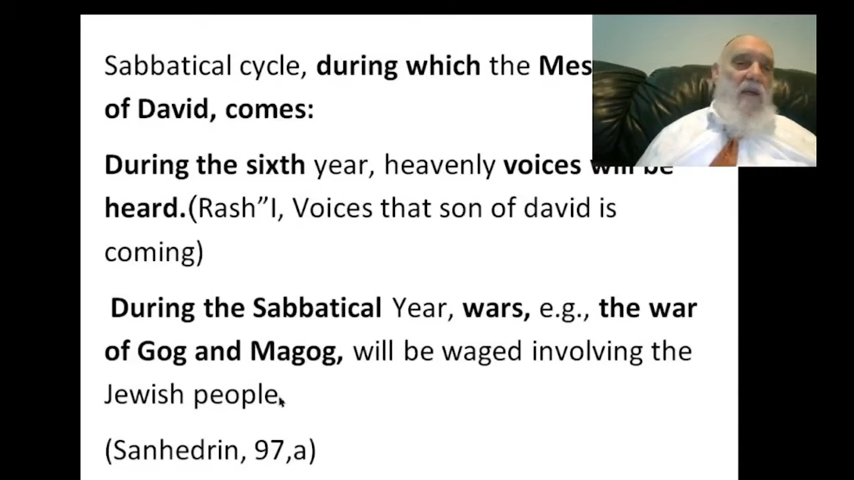 Sabbatical cycle, during which the Mes
of David, comes:
During the sixth year, heavenly voices will be
heard.(Rash”I, Voices that son of david is
coming)
During the Sabbatical Year, wars, e.g., the war
of Gog and Magog, will be waged involving the
Jewish people.
(Sanhedrin, 97,a)